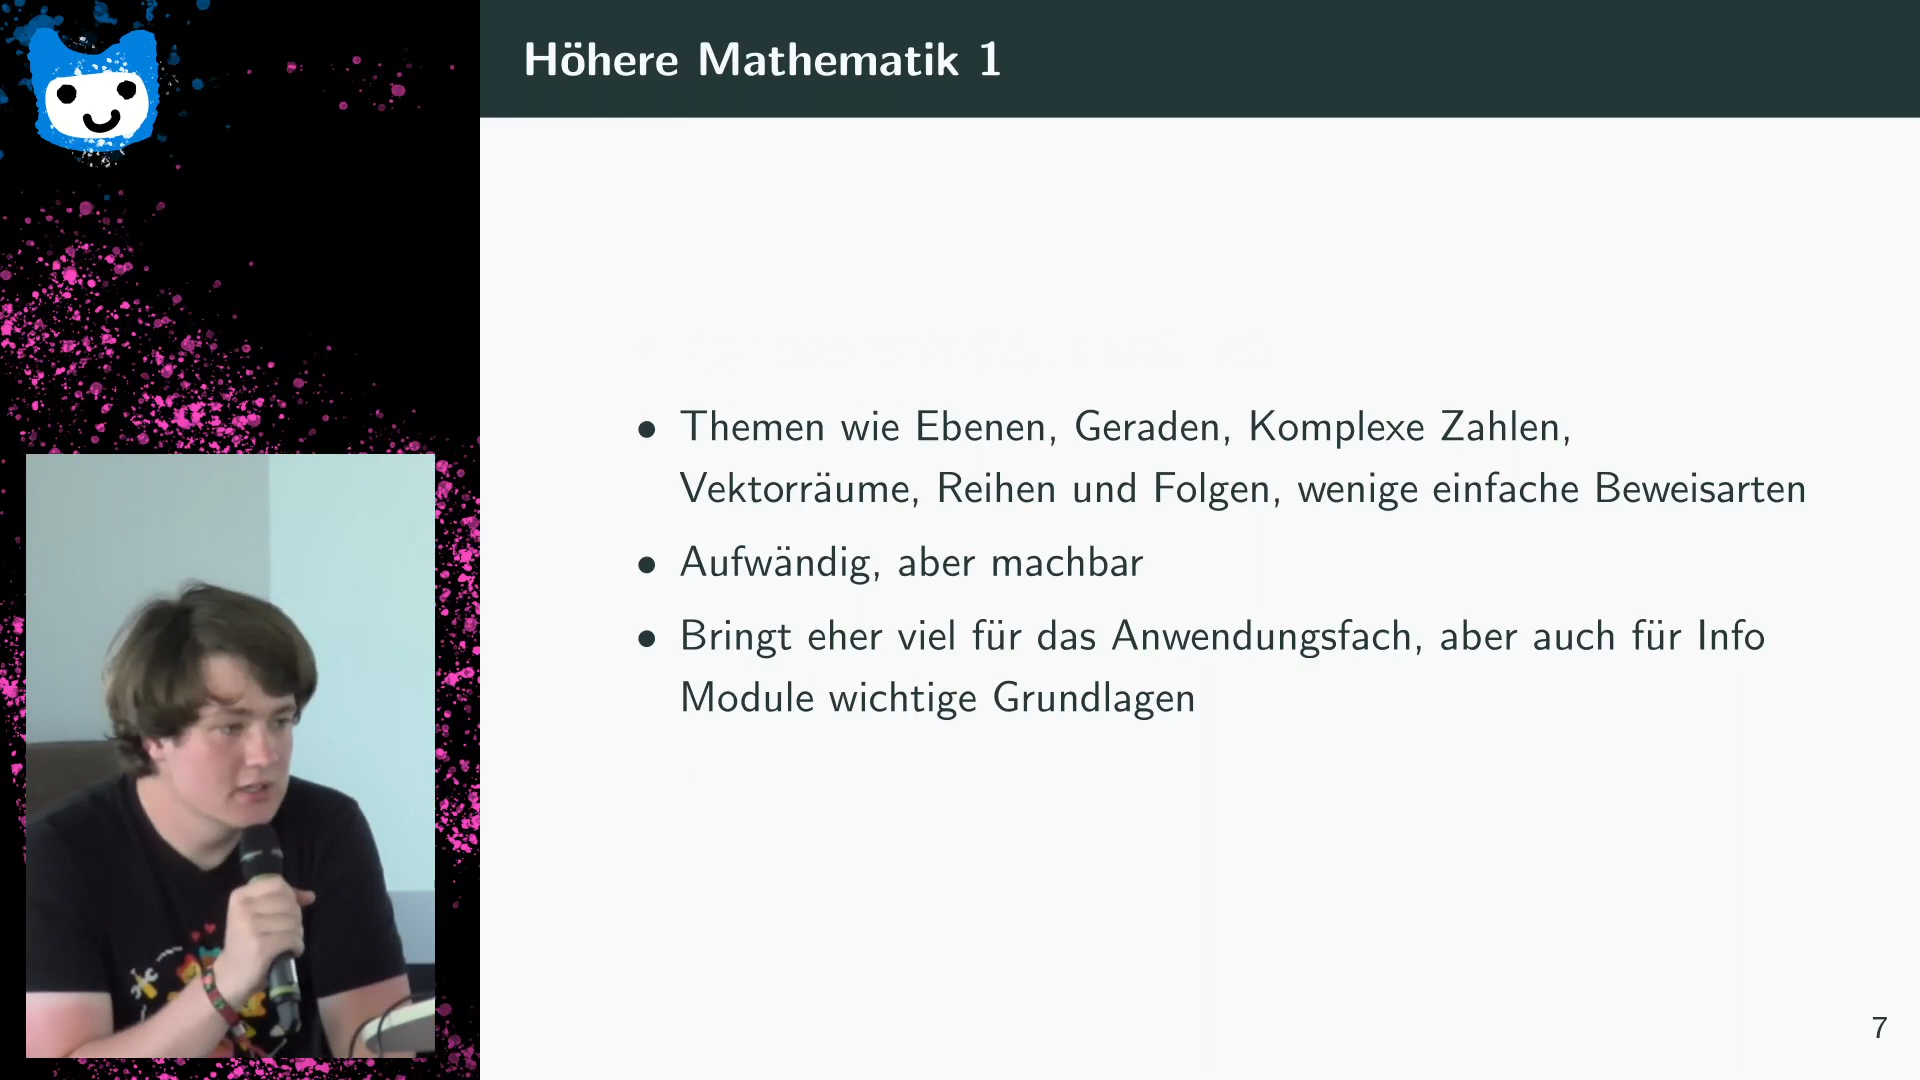 Höhere Mathematik 1
• Themen wie Ebenen, Geraden, Komplexe Zahlen,
Vektorräume, Reihen und Folgen, wenige einfache Beweisarten
• Aufwändig, aber machbar
• Bringt eher viel für das Anwendungsfach, aber auch für Info
Module wichtige Grundlagen
7